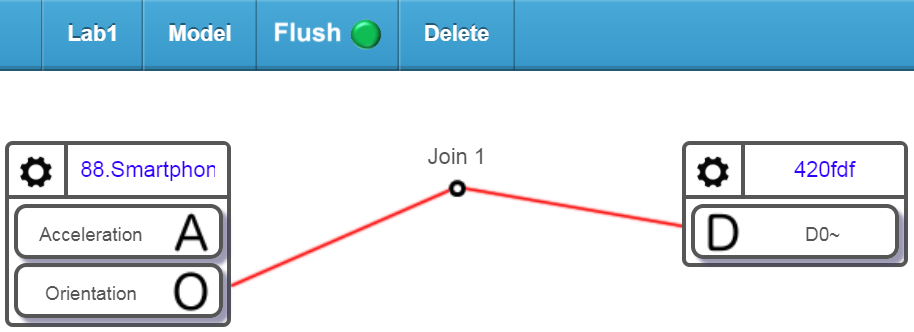 Lab1 Model Flush Delete
Join 1
88.Smartphon
420fdf
Acceleration A
D D0~
Orientation O